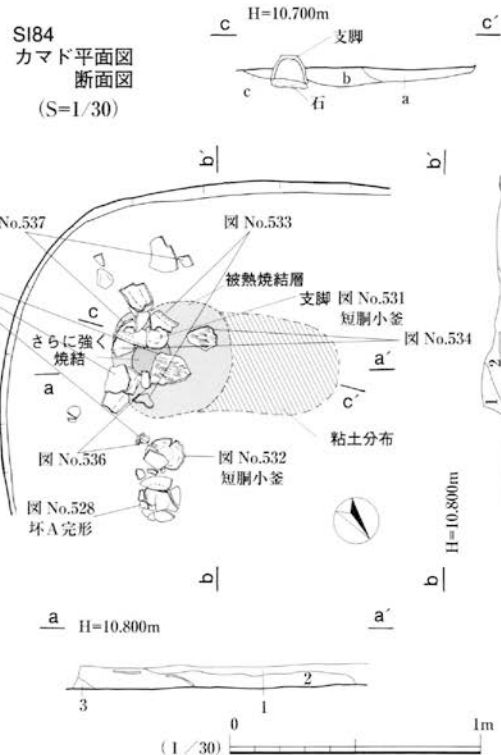 SI84
カマド平面図
断面図
(S=1/30)
c H=10.700m c´
支脚
c b a
石
b´ b´
No.537 図 No.533
被熱焼結層
支脚 図 No.531
短胴小釜
c
図 No.534
さらに強く
焼結
a a´
c´
粘土分布
図 No.536 図 No.532
短胴小釜
図 No.528
坏A完形
2
1
H=10.800m
b b
a H=10.800m a´
2
3 1
0 1m
(1/30)